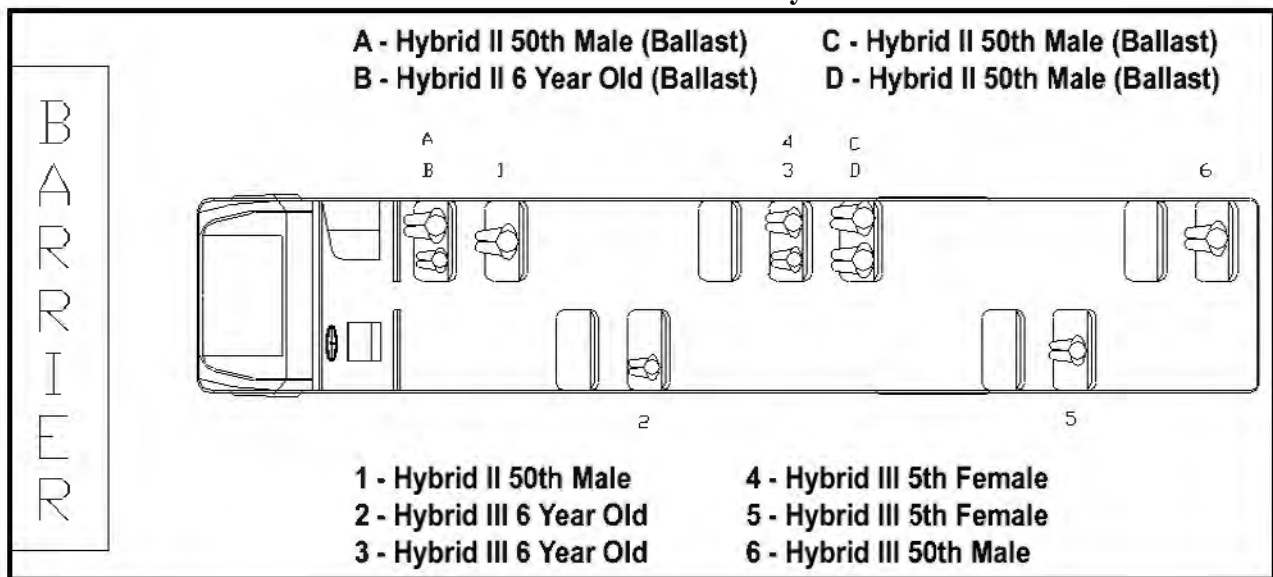 A - Hybrid II 50th Male (Ballast) C - Hybrid II 50th Male (Ballast)
B - Hybrid II 6 Year Old (Ballast) D - Hybrid II 50th Male (Ballast)
BARRIER
A 4 C
B 1 3 D 6
2 5
1 - Hybrid II 50th Male 4 - Hybrid III 5th Female
2 - Hybrid III 6 Year Old 5 - Hybrid III 5th Female
3 - Hybrid III 6 Year Old 6 - Hybrid III 50th Male